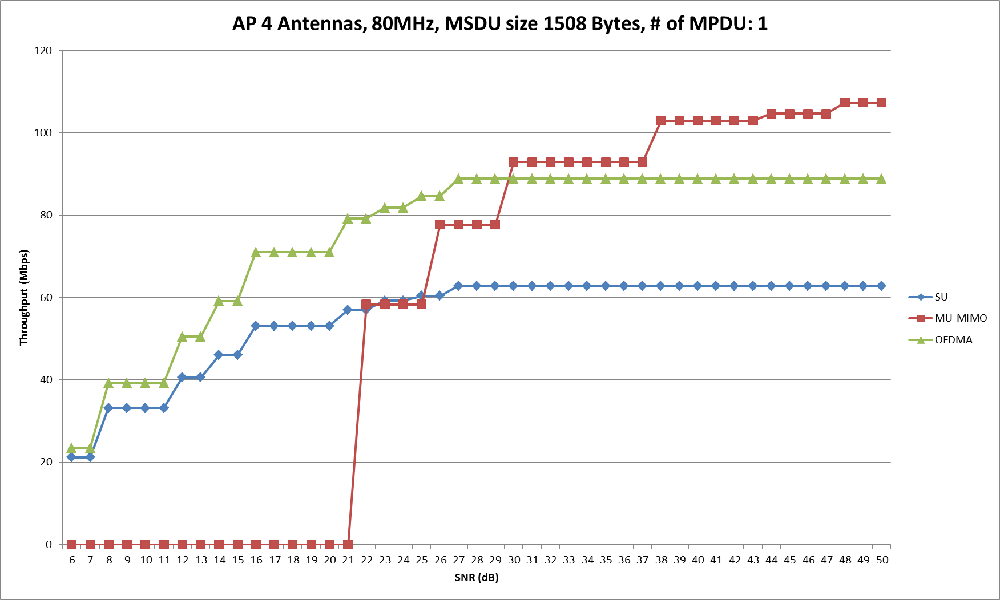 AP 4 Antennas, 80MHz, MSDU size 1508 Bytes, # of MPDU: 1
120
100
80
60
40
20
0
Throughput (Mbps)
6 7 8 9 10 11 12 13 14 15 16 17 18 19 20 21 22 23 24 25 26 27 28 29 30 31 32 33 34 35 36 37 38 39 40 41 42 43 44 45 46 47 48 49 50
SNR (dB)
SU
MU-MIMO
OFDMA